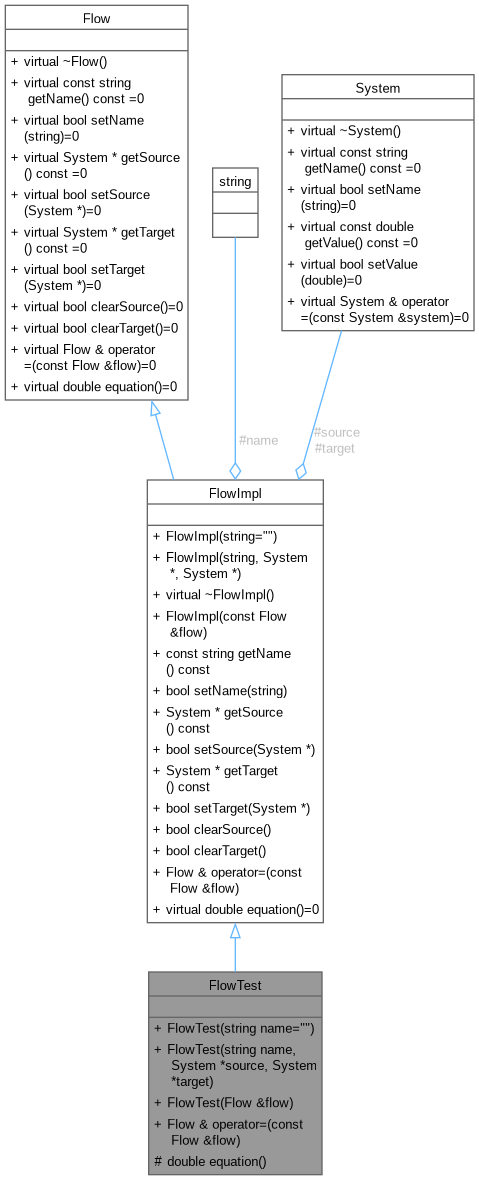 Flow
+ virtual ~Flow()
+ virtual const string
getName() const =0
+ virtual bool setName
(string)=0
+ virtual System * getSource
() const =0
+ virtual bool setSource
(System *)=0
+ virtual System * getTarget
() const =0
+ virtual bool setTarget
(System *)=0
+ virtual bool clearSource()=0
+ virtual bool clearTarget()=0
+ virtual Flow & operator
=(const Flow &flow)=0
+ virtual double equation()=0
string
System
+ virtual ~System()
+ virtual const string
getName() const =0
+ virtual bool setName
(string)=0
+ virtual const double
getValue() const =0
+ virtual bool setValue
(double)=0
+ virtual System & operator
=(const System &system)=0
#name
#source
#target
FlowImpl
+ FlowImpl(string="")
+ FlowImpl(string, System
*, System *)
+ virtual ~FlowImpl()
+ FlowImpl(const Flow
&flow)
+ const string getName
() const
+ bool setName(string)
+ System * getSource
() const
+ bool setSource(System *)
+ System * getTarget
() const
+ bool setTarget(System *)
+ bool clearSource()
+ bool clearTarget()
+ Flow & operator=(const
Flow &flow)
+ virtual double equation()=0
FlowTest
+ FlowTest(string name="")
+ FlowTest(string name,
System *source, System
*target)
+ FlowTest(Flow &flow)
+ Flow & operator=(const
Flow &flow)
# double equation()